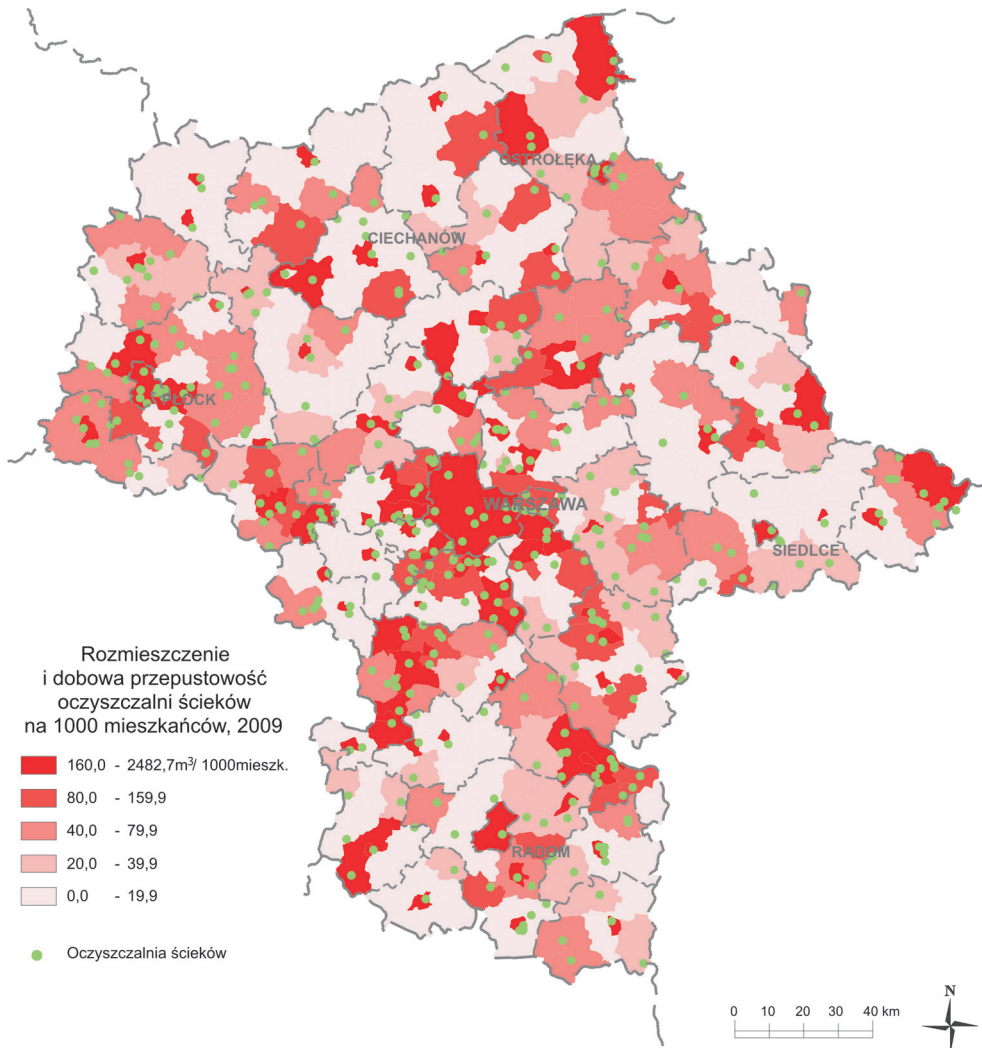 OSTROŁĘKA
CIECHANÓW
PŁOCK
WARSZAWA
SIEDLCE
RADOM
Rozmieszczenie
i dobowa przepustowość
oczyszczalni ścieków
na 1000 mieszkańców, 2009
160,0 - 2482,7m³/ 1000mieszk.
80,0 - 159,9
40,0 - 79,9
20,0 - 39,9
0,0 - 19,9
Oczyszczalnia ścieków
N
0 10 20 30 40 km